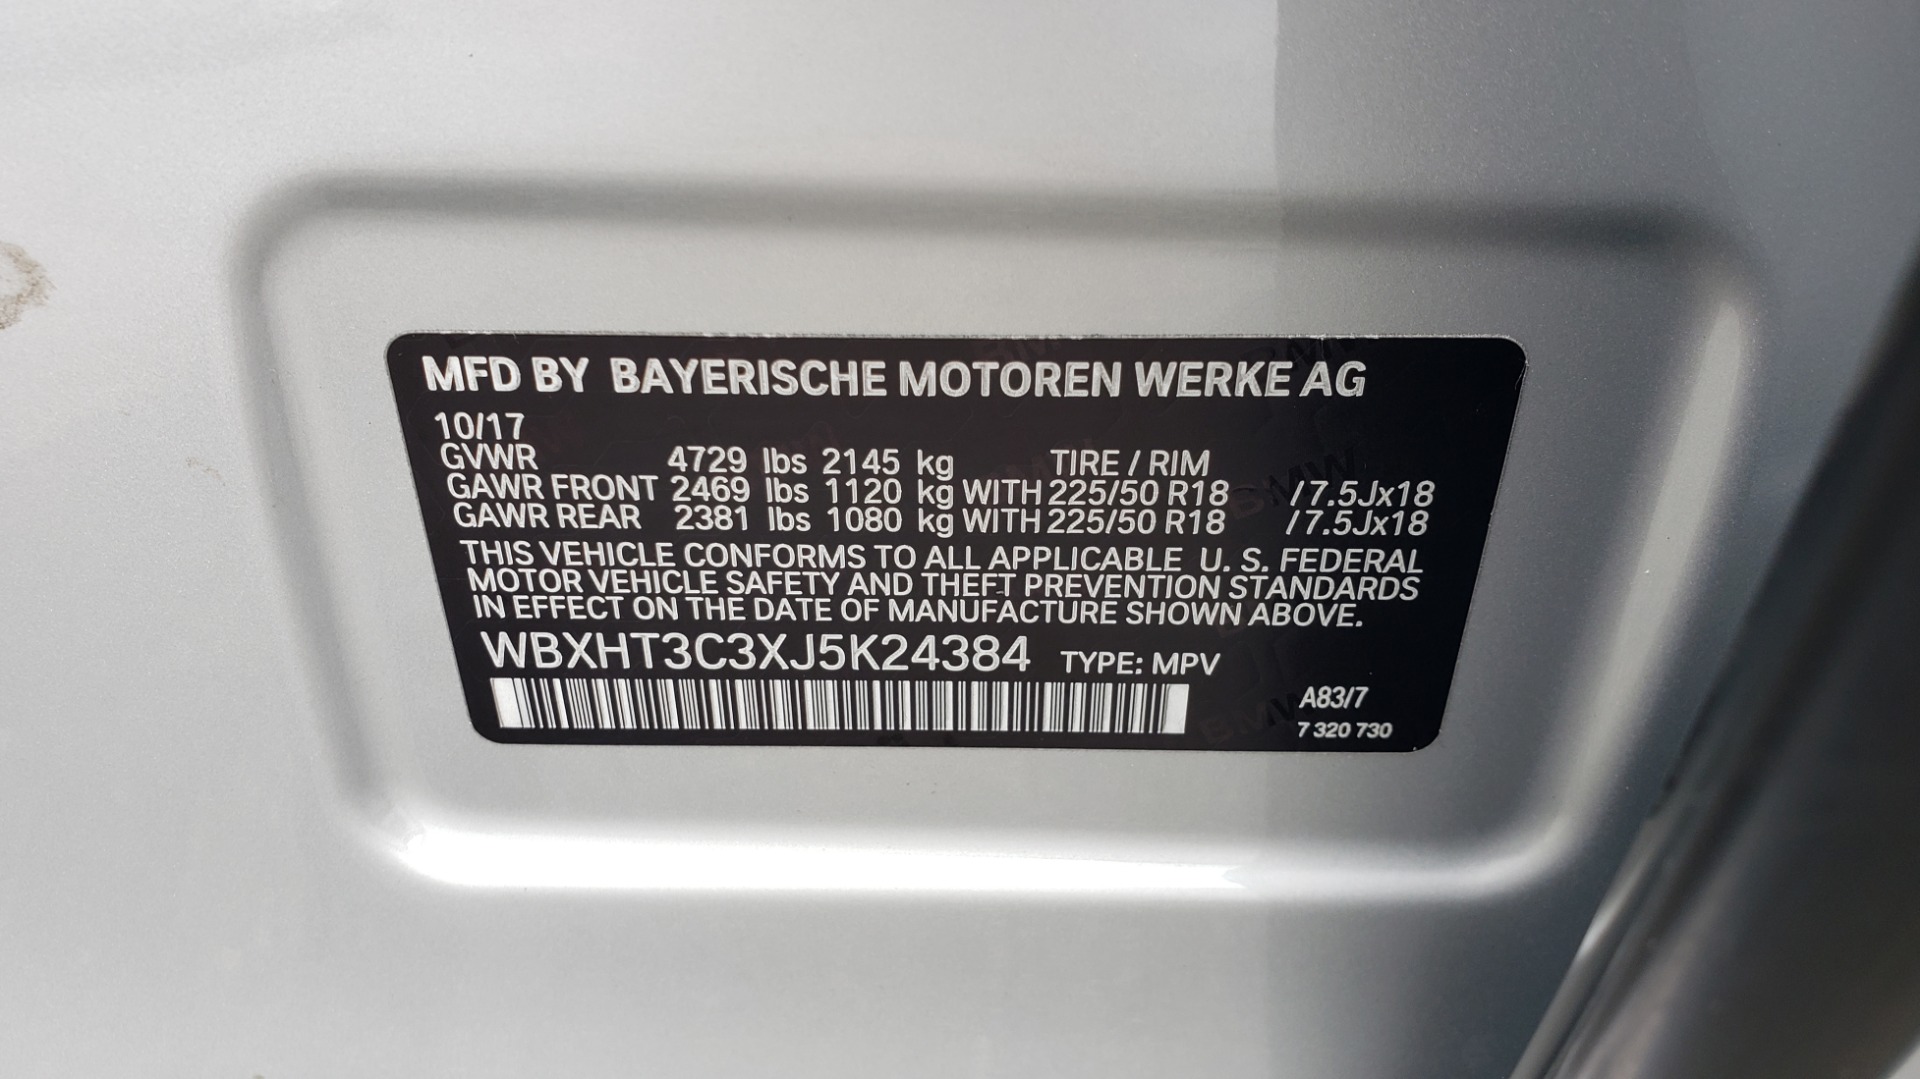 MFD BY BAYERISCHE MOTOREN WERKE AG
10/17
GVWR 4729 lbs 2145 kg TIRE / RIM
GAWR FRONT 2469 lbs 1120 kg WITH 225/50 R18 /7.5Jx18
GAWR REAR 2381 lbs 1080 kg WITH 225/50 R18 /7.5Jx18
THIS VEHICLE CONFORMS TO ALL APPLICABLE U. S. FEDERAL
MOTOR VEHICLE SAFETY AND THEFT PREVENTION STANDARDS
IN EFFECT ON THE DATE OF MANUFACTURE SHOWN ABOVE.
WBXHT3C3XJ5K24384 TYPE: MPV
A83/7
7 320 730